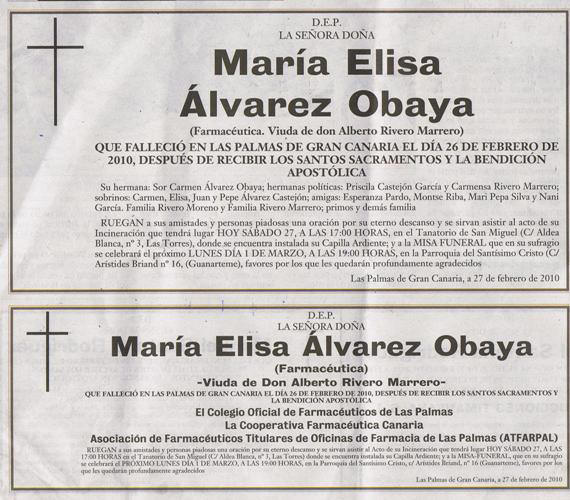 D.E.P.
LA SEÑORA DOÑA
María Elisa
Álvarez Obaya
(Farmacéutica. Viuda de don Alberto Rivero Marrero)
QUE FALLECIÓ EN LAS PALMAS DE GRAN CANARIA EL DÍA 26 DE FEBRERO DE
2010, DESPUÉS DE RECIBIR LOS SANTOS SACRAMENTOS Y LA BENDICIÓN
APOSTÓLICA
Su hermana: Sor Carmen Álvarez Obaya; hermanas políticas: Priscila Castejón García y Carmensa Rivero Marrero;
sobrinos: Carmen, Elisa, Juan y Pepe Álvarez Castejón; amigas: Esperanza Pardo, Montse Riba, Mari Pepa Silva y Nani
García. Familia Rivero Moreno y Familia Rivero Marrero; primos y demás familia
RUEGAN a sus amistades y personas piadosas una oración por su eterno descanso y se sirvan asistir al acto de su
Incineración que tendrá lugar HOY SÁBADO 27, A LAS 17:00 HORAS, en el Tanatorio de San Miguel (C/ Aldea
Blanca, nº 3, Las Torres), donde se encuentra instalada su Capilla Ardiente; y a la MISA FUNERAL que en su sufragio
se celebrará el próximo LUNES DÍA 1 DE MARZO, A LAS 19:00 HORAS, en la Parroquia del Santísimo Cristo (C/
Arístides Briand nº 16, (Guanarteme), favores por los que les quedarán profundamente agradecidos
Las Palmas de Gran Canaria, a 27 de febrero de 2010
D.E.P.
LA SEÑORA DOÑA
María Elisa Álvarez Obaya
(Farmacéutica)
-Viuda de Don Alberto Rivero Marrero-
QUE FALLECIÓ EN LAS PALMAS DE GRAN CANARIA EL DÍA 26 DE FEBRERO DE 2010, DESPUÉS DE RECIBIR LOS SANTOS SACRAMENTOS Y
LA BENDICIÓN APOSTÓLICA
El Colegio Oficial de Farmacéuticos de Las Palmas
La Cooperativa Farmacéutica Canaria
Asociación de Farmacéuticos Titulares de Oficinas de Farmacia de Las Palmas (ATFARPAL)
RUEGAN a sus amistades y personas piadosas una oración por su eterno descanso y se sirvan asistir al Acto de su Incineración que tendrá lugar HOY SÁBADO 27, A LAS
17:00 HORAS en el Tanatorio de San Miguel (C/ Aldea Blanca, nº 3, Las Torres) donde se encuentra instalada su Capilla Ardiente; y a la MISA-FUNERAL, que en su sufragio
se celebrará el PRÓXIMO LUNES DÍA 1 DE MARZO, A LAS 19:00 HORAS, en la Parroquia del Santísimo Cristo, c/ Arístides Briand, nº 16 (Guanarteme), favores por los
que les quedarán profundamente agradecidos.
Las Palmas de Gran Canaria, a 27 de febrero de 2010